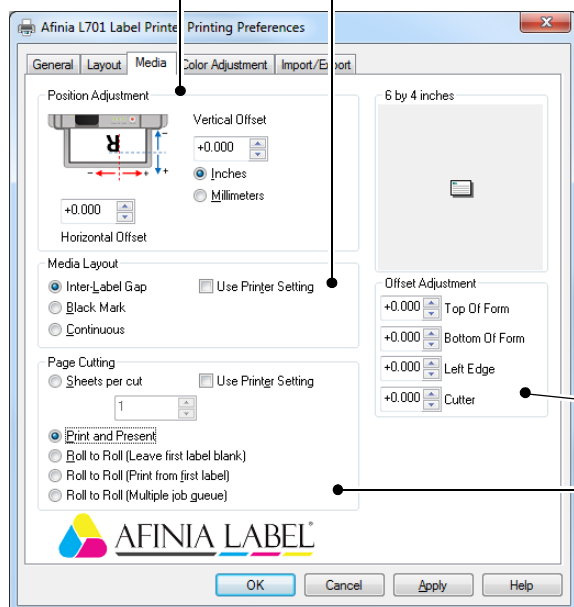 Afinia L701 Label Printer Printing Preferences
General Layout Media Color Adjustment Import/Export
Position Adjustment
R
Vertical Offset
+0.000
Inches
Millimeters
+0.000
Horizontal Offset
6 by 4 inches
Media Layout
Inter-Label Gap Use Printer Setting
Black Mark
Continuous
Offset Adjustment
+0.000 Top Of Form
+0.000 Bottom Of Form
+0.000 Left Edge
+0.000 Cutter
Page Cutting
Sheets per cut Use Printer Setting
1
Print and Present
Roll to Roll (Leave first label blank)
Roll to Roll (Print from first label)
Roll to Roll (Multiple job queue)
AFINIA LABEL®
OK Cancel Apply Help